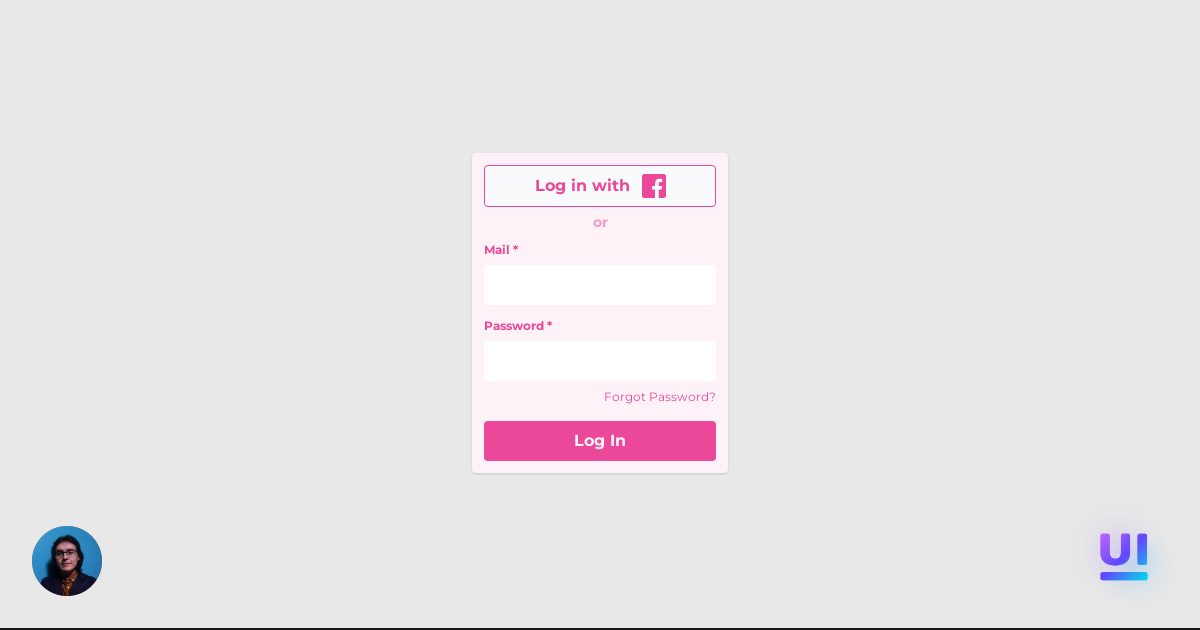 Log in with
or
Mail *
Password *
Forgot Password?
Log In
UI